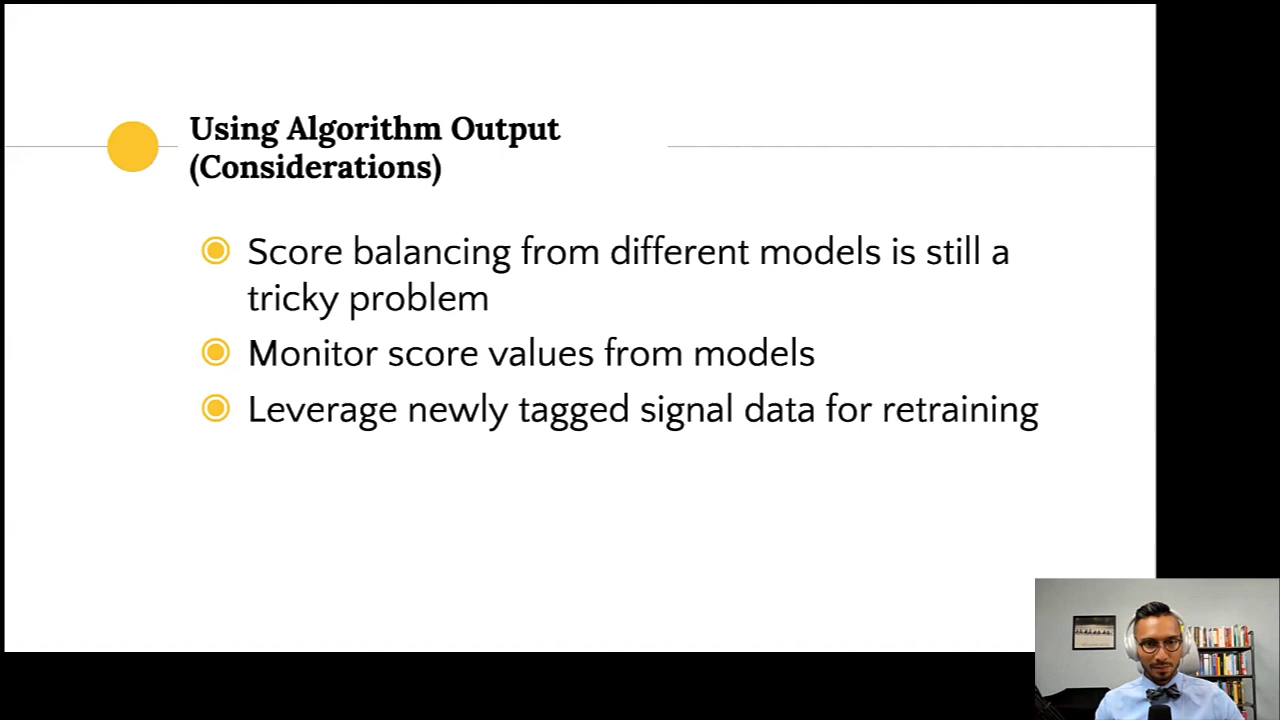 Using Algorithm Output
(Considerations)
Score balancing from different models is still a
tricky problem
Monitor score values from models
Leverage newly tagged signal data for retraining